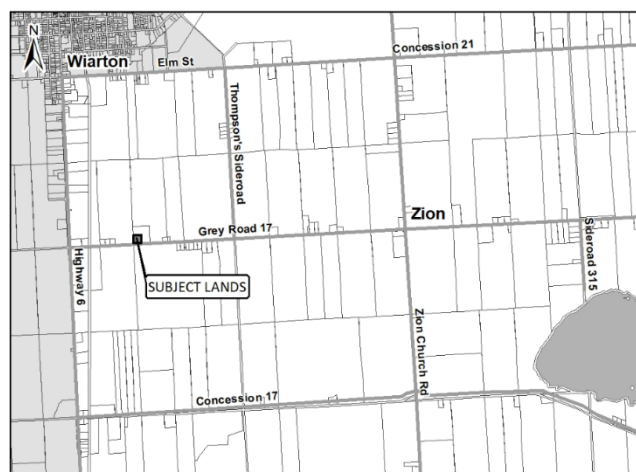 N
Concession 21
Wiarton
Elm St
Thompson's Sideroad
Zion
Grey Road 17
Sideroad 315
Highway 6
SUBJECT LANDS
Zion Church Rd
Concession 17